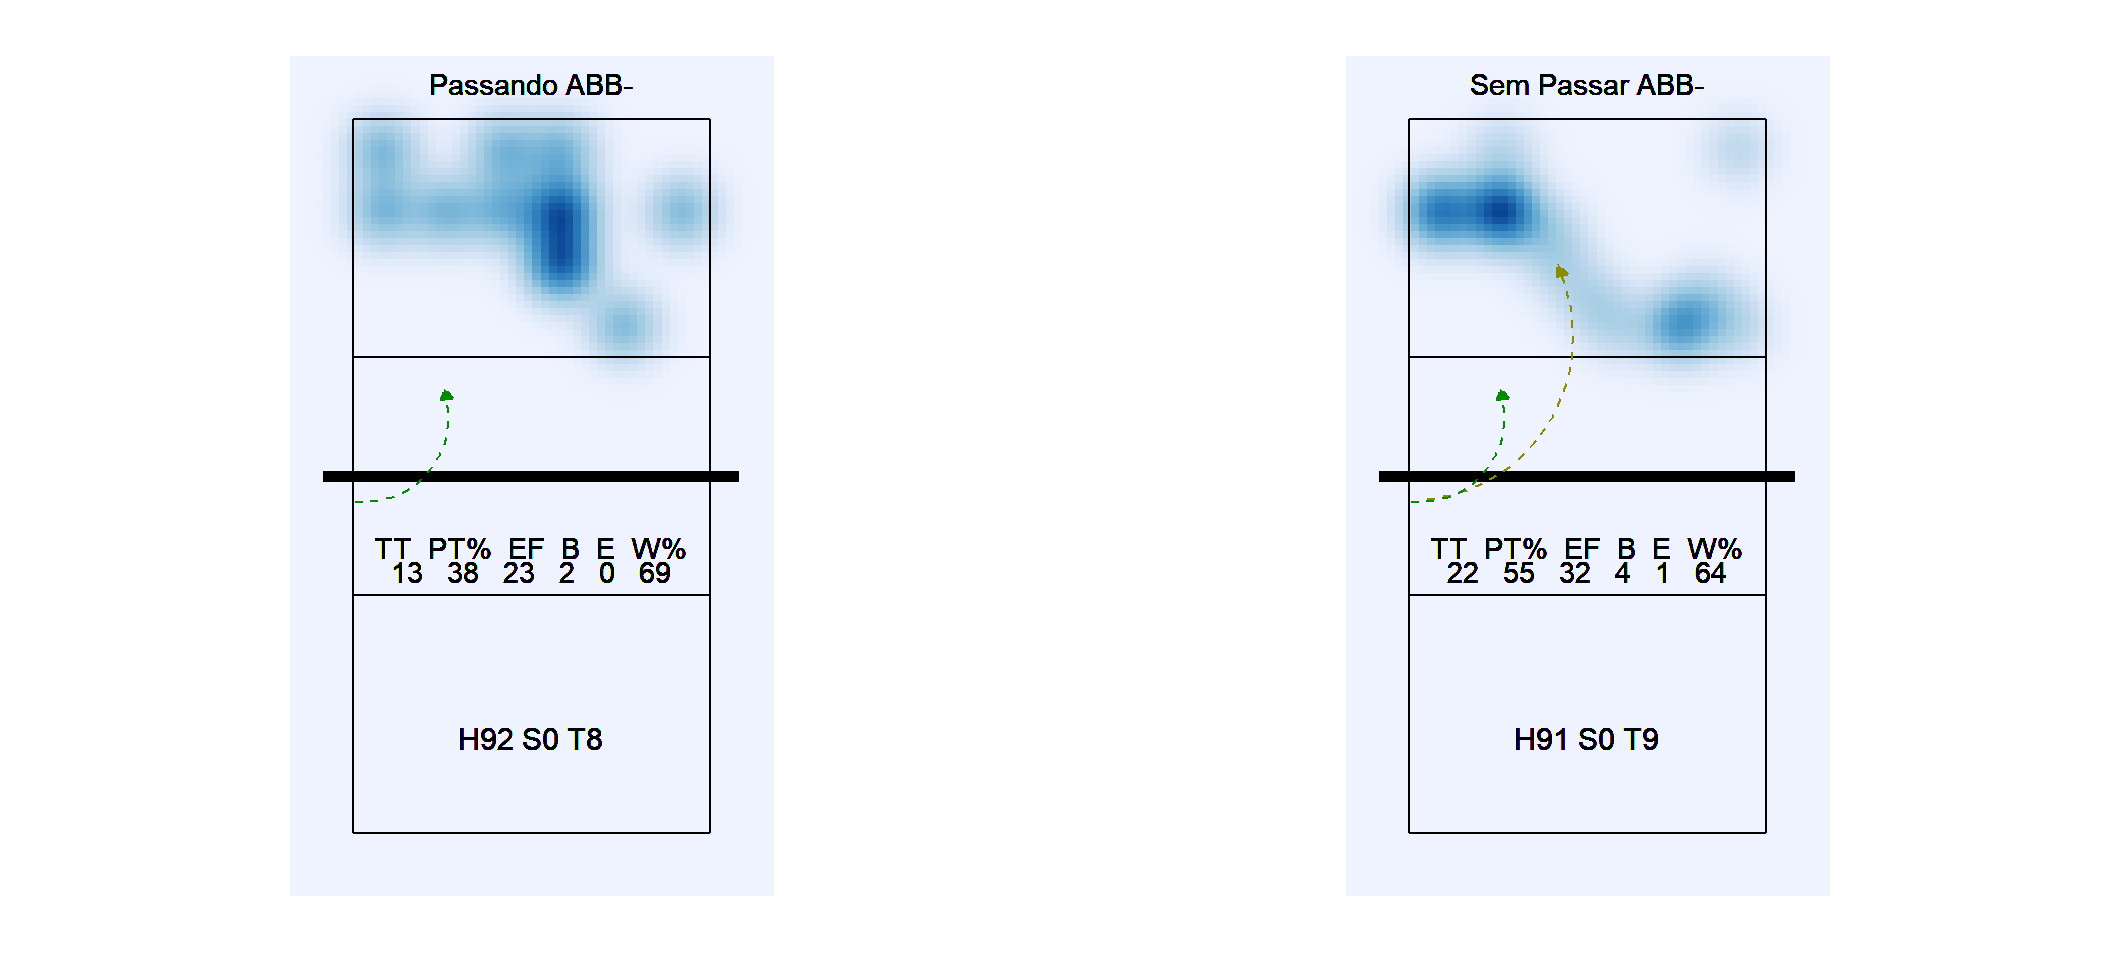 Passando ABB-
TT PT% EF B E W%
13 38 23 2 0 69
H92 S0 T8
Sem Passar ABB-
TT PT% EF B E W%
22 55 32 4 1 64
H91 S0 T9